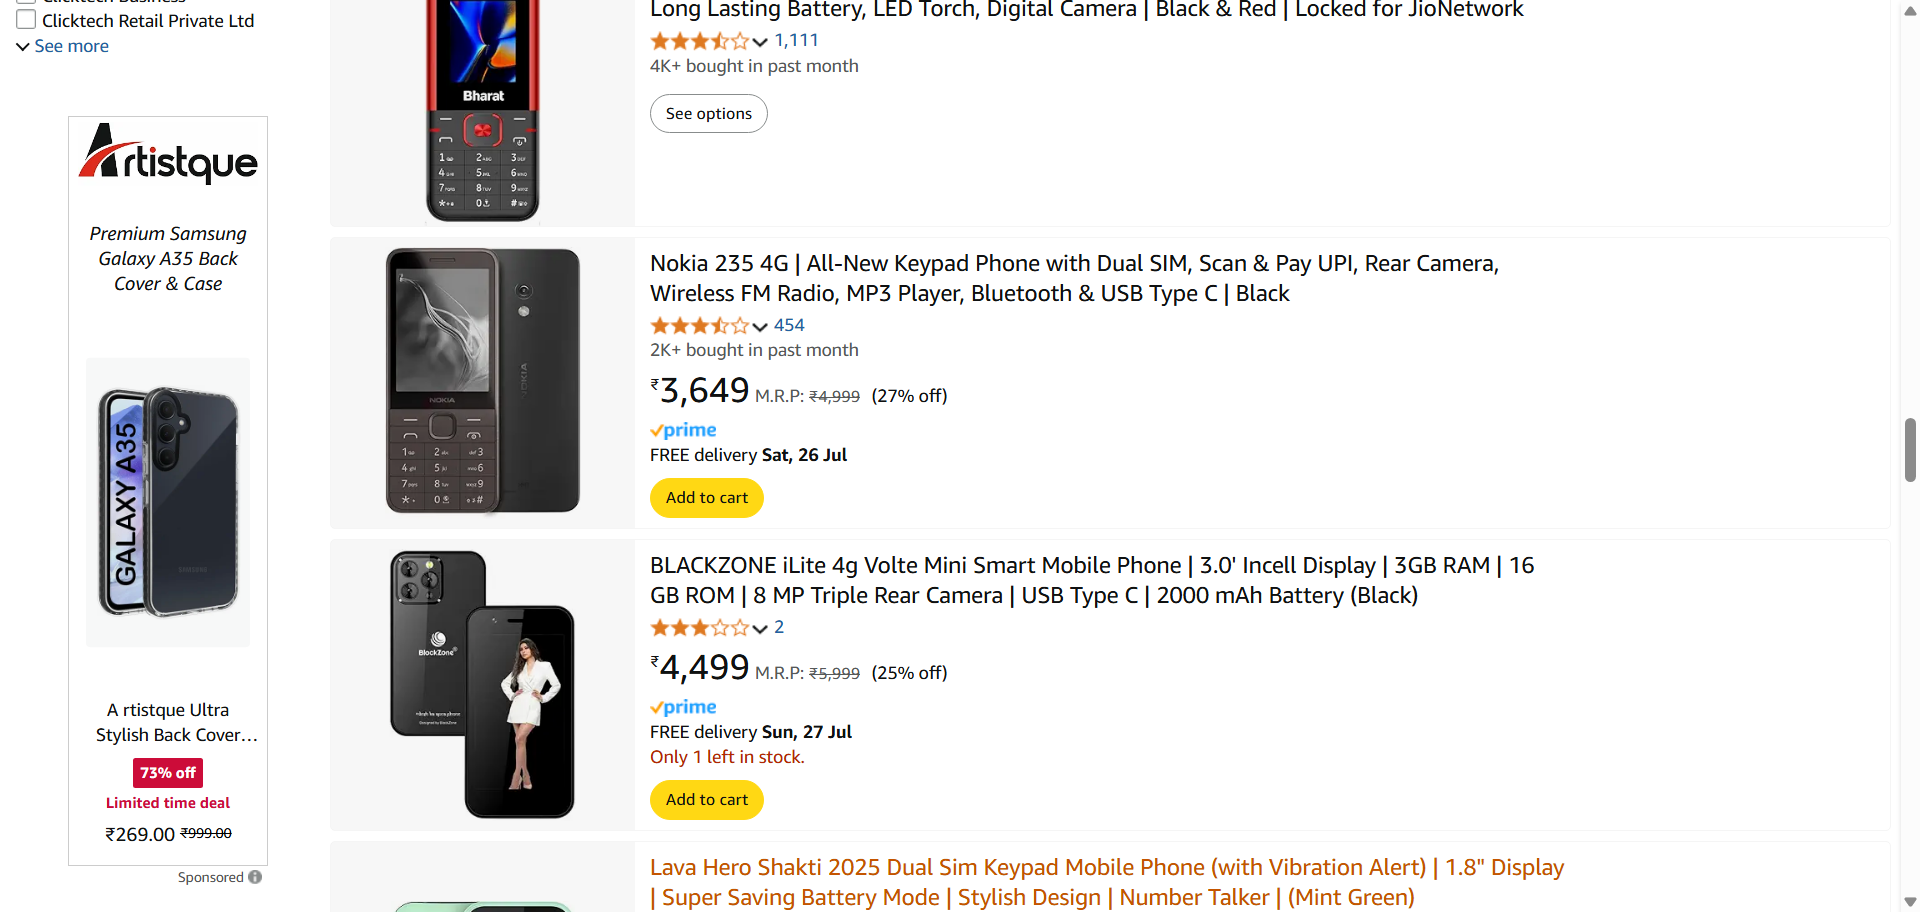 Clicktech Retail Private Ltd
See more
Artistque
Premium Samsung
Galaxy A35 Back
Cover & Case
GALAXY A35
SAMSUNG
A rtistque Ultra
Stylish Back Cover...
73% off
Limited time deal
₹269.00 ₹999.00
Sponsored
Bharat
Long Lasting Battery, LED Torch, Digital Camera | Black & Red | Locked for JioNetwork
1,111
4K+ bought in past month
See options
NOKIA
NOKIA
Nokia 235 4G | All-New Keypad Phone with Dual SIM, Scan & Pay UPI, Rear Camera,
Wireless FM Radio, MP3 Player, Bluetooth & USB Type C | Black
454
2K+ bought in past month
₹3,649 M.R.P: ₹4,999 (27% off)
prime
FREE delivery Sat, 26 Jul
Add to cart
BlockZone
BLACKZONE iLite 4g Volte Mini Smart Mobile Phone | 3.0' Incell Display | 3GB RAM | 16
GB ROM | 8 MP Triple Rear Camera | USB Type C | 2000 mAh Battery (Black)
2
₹4,499 M.R.P: ₹5,999 (25% off)
prime
FREE delivery Sun, 27 Jul
Only 1 left in stock.
Add to cart
Lava Hero Shakti 2025 Dual Sim Keypad Mobile Phone (with Vibration Alert) | 1.8" Display
| Super Saving Battery Mode | Stylish Design | Number Talker | (Mint Green)